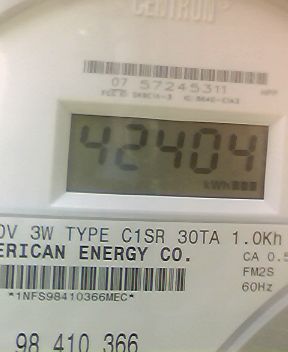 CENTRON®
07 57245311
42404
kWh
0V 3W TYPE C1SR 30TA 1.0Kh
ERICAN ENERGY CO. CA 0.5
FM2S
*1NFS98410366MEC* 60Hz
98 410 366